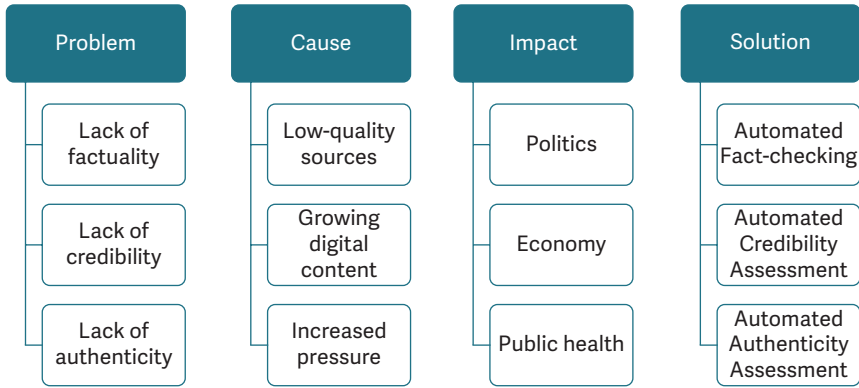 Problem
Lack of
factuality
Lack of
credibility
Lack of
authenticity
Cause
Low-quality
sources
Growing
digital
content
Increased
pressure
Impact
Politics
Economy
Public health
Solution
Automated
Fact-checking
Automated
Credibility
Assessment
Automated
Authenticity
Assessment